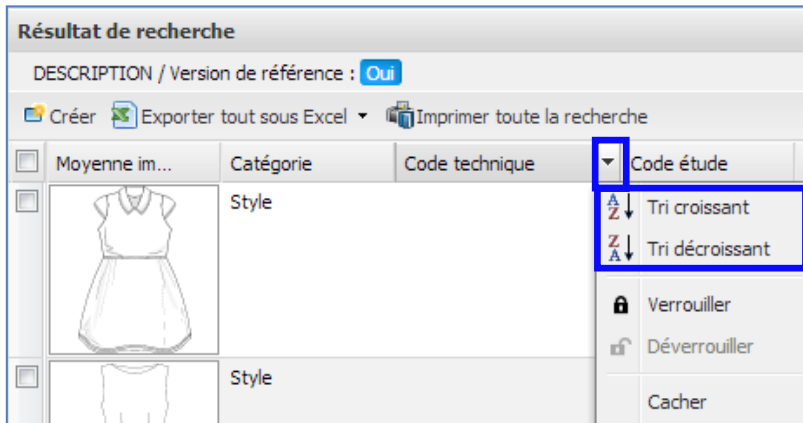 Résultat de recherche
DESCRIPTION / Version de référence : Oui
Créer Exporter tout sous Excel Imprimer toute la recherche
Moyenne im... Catégorie Code technique Code étude
Style
Tri croissant
Tri décroissant
Verrouiller
Déverrouiller
Style
Cacher